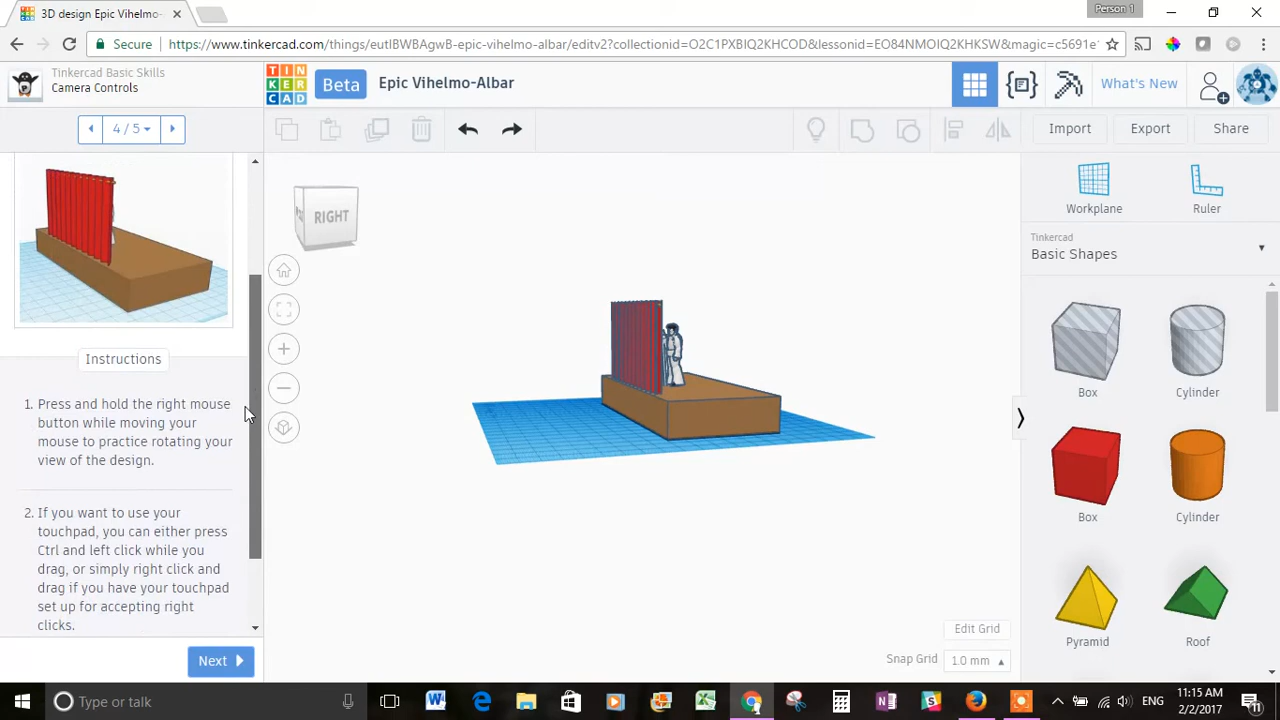 3D design Epic Vihelmo-
Person 1
Secure
https://www.tinkercad.com/things/eutIBWBAgwB-epic-vihelmo-albar/editv2?collectionid=O2C1PXBIQ2KHCOD&lessonid=EO84NMOIQ2KHKSW&magic=c5691e
Tinkercad Basic Skills
Camera Controls
TIN
KER
CAD
Beta
Epic Vihelmo-Albar
What's New
4 / 5
Import
Export
Share
RIGHT
Workplane
Ruler
Tinkercad
Basic Shapes
Box
Cylinder
Box
Cylinder
Pyramid
Roof
Instructions
1. Press and hold the right mouse
button while moving your
mouse to practice rotating your
view of the design.
2. If you want to use your
touchpad, you can either press
Ctrl and left click while you
drag, or simply right click and
drag if you have your touchpad
set up for accepting right
clicks.
Next
Edit Grid
Snap Grid
1.0 mm
Type or talk
ENG
11:15 AM
2/2/2017
11